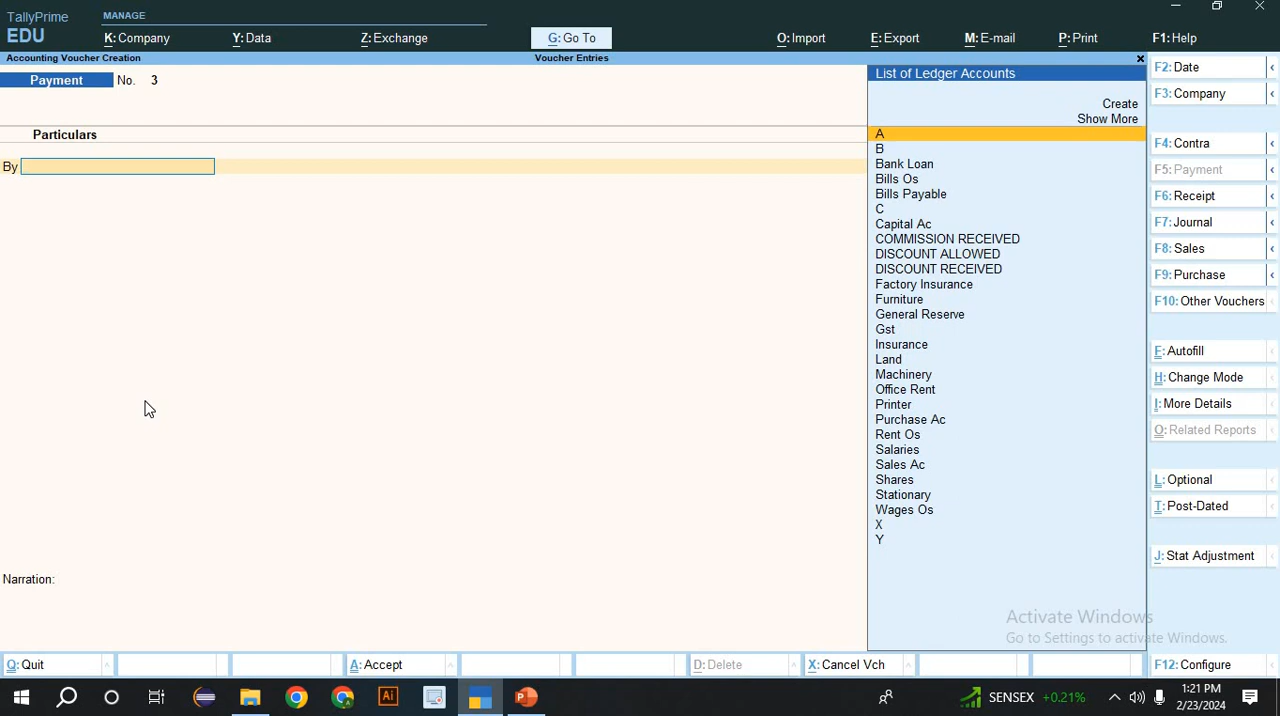 TallyPrime
EDU
MANAGE
K: Company
Y: Data
Z: Exchange
G: Go To
O: Import
E: Export
M: E-mail
P: Print
F1: Help
Accounting Voucher Creation
Voucher Entries
Payment No. 3
Particulars
By
List of Ledger Accounts
Create
Show More
A
B
Bank Loan
Bills Os
Bills Payable
C
Capital Ac
COMMISSION RECEIVED
DISCOUNT ALLOWED
DISCOUNT RECEIVED
Factory Insurance
Furniture
General Reserve
Gst
Insurance
Land
Machinery
Office Rent
Printer
Purchase Ac
Rent Os
Salaries
Sales Ac
Shares
Stationary
Wages Os
X
Y
F2: Date
F3: Company
F4: Contra
F5: Payment
F6: Receipt
F7: Journal
F8: Sales
F9: Purchase
F10: Other Vouchers
F: Autofill
H: Change Mode
I: More Details
O: Related Reports
L: Optional
T: Post-Dated
J: Stat Adjustment
Narration:
Activate Windows
Go to Settings to activate Windows.
Q: Quit
A: Accept
D: Delete
X: Cancel Vch
F12: Configure
Ai
SENSEX +0.21%
1:21 PM
2/23/2024